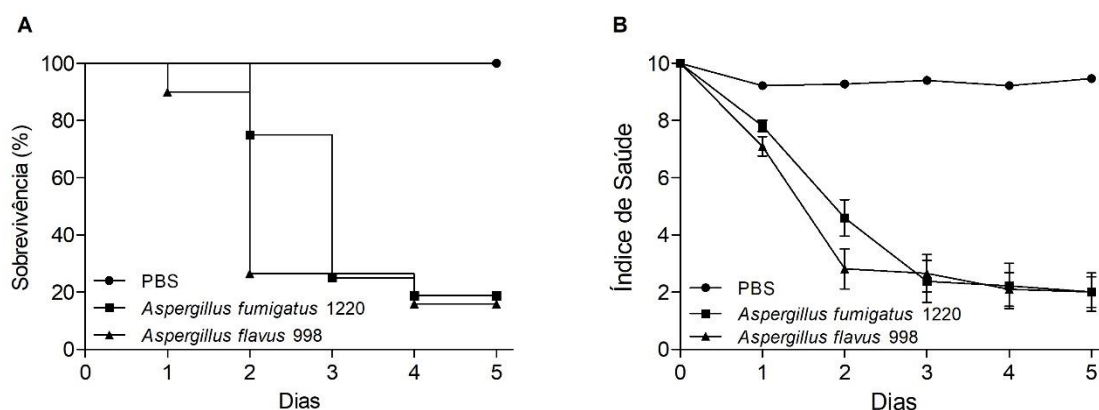 A
Sobrevivência (%)
100
80
60
40
20
0
PBS
Aspergillus fumigatus 1220
Aspergillus flavus 998
0 1 2 3 4 5
Dias
B
Índice de Saúde
10
8
6
4
2
0
PBS
Aspergillus fumigatus 1220
Aspergillus flavus 998
0 1 2 3 4 5
Dias